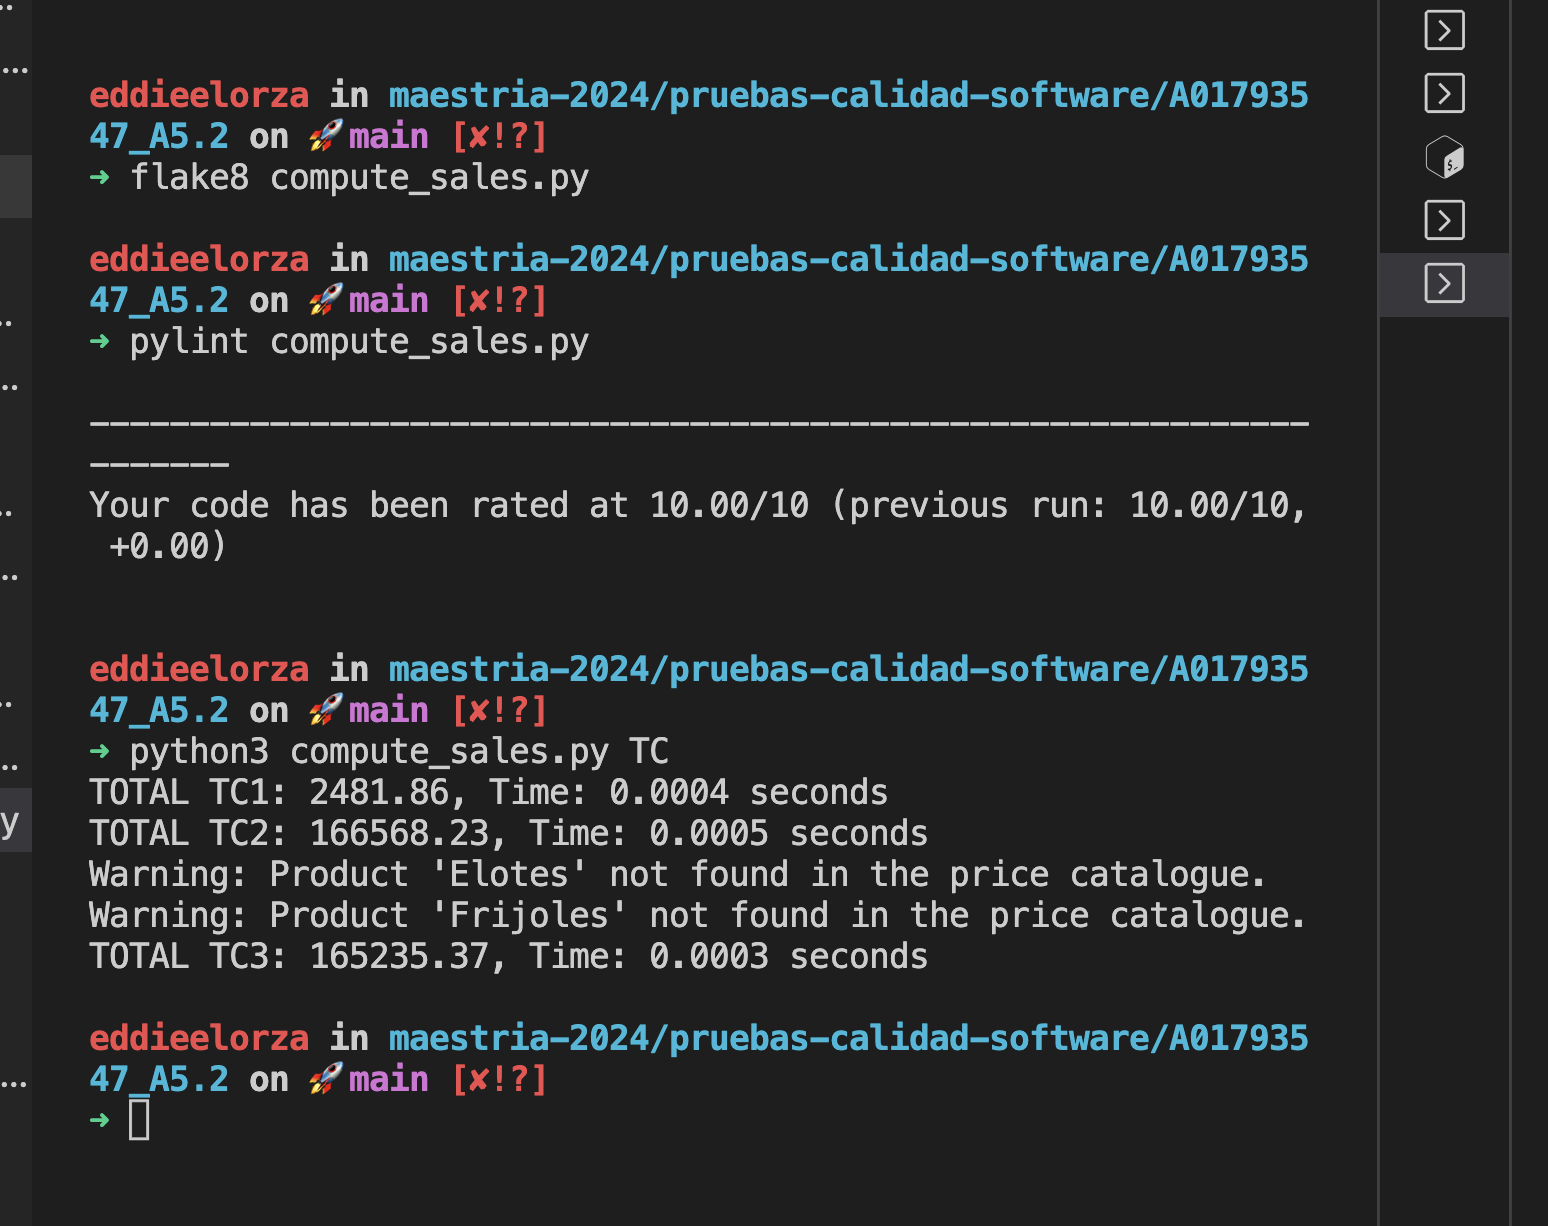 eddieelorza in maestria-2024/pruebas-calidad-software/A017935
47_A5.2 on 🚀main [✘!?]
➜ flake8 compute_sales.py
eddieelorza in maestria-2024/pruebas-calidad-software/A017935
47_A5.2 on 🚀main [✘!?]
➜ pylint compute_sales.py
-------------------------------------------------------------
-------
Your code has been rated at 10.00/10 (previous run: 10.00/10,
+0.00)
eddieelorza in maestria-2024/pruebas-calidad-software/A017935
47_A5.2 on 🚀main [✘!?]
➜ python3 compute_sales.py TC
TOTAL TC1: 2481.86, Time: 0.0004 seconds
TOTAL TC2: 166568.23, Time: 0.0005 seconds
Warning: Product 'Elotes' not found in the price catalogue.
Warning: Product 'Frijoles' not found in the price catalogue.
TOTAL TC3: 165235.37, Time: 0.0003 seconds
y
eddieelorza in maestria-2024/pruebas-calidad-software/A017935
47_A5.2 on 🚀main [✘!?]
➜